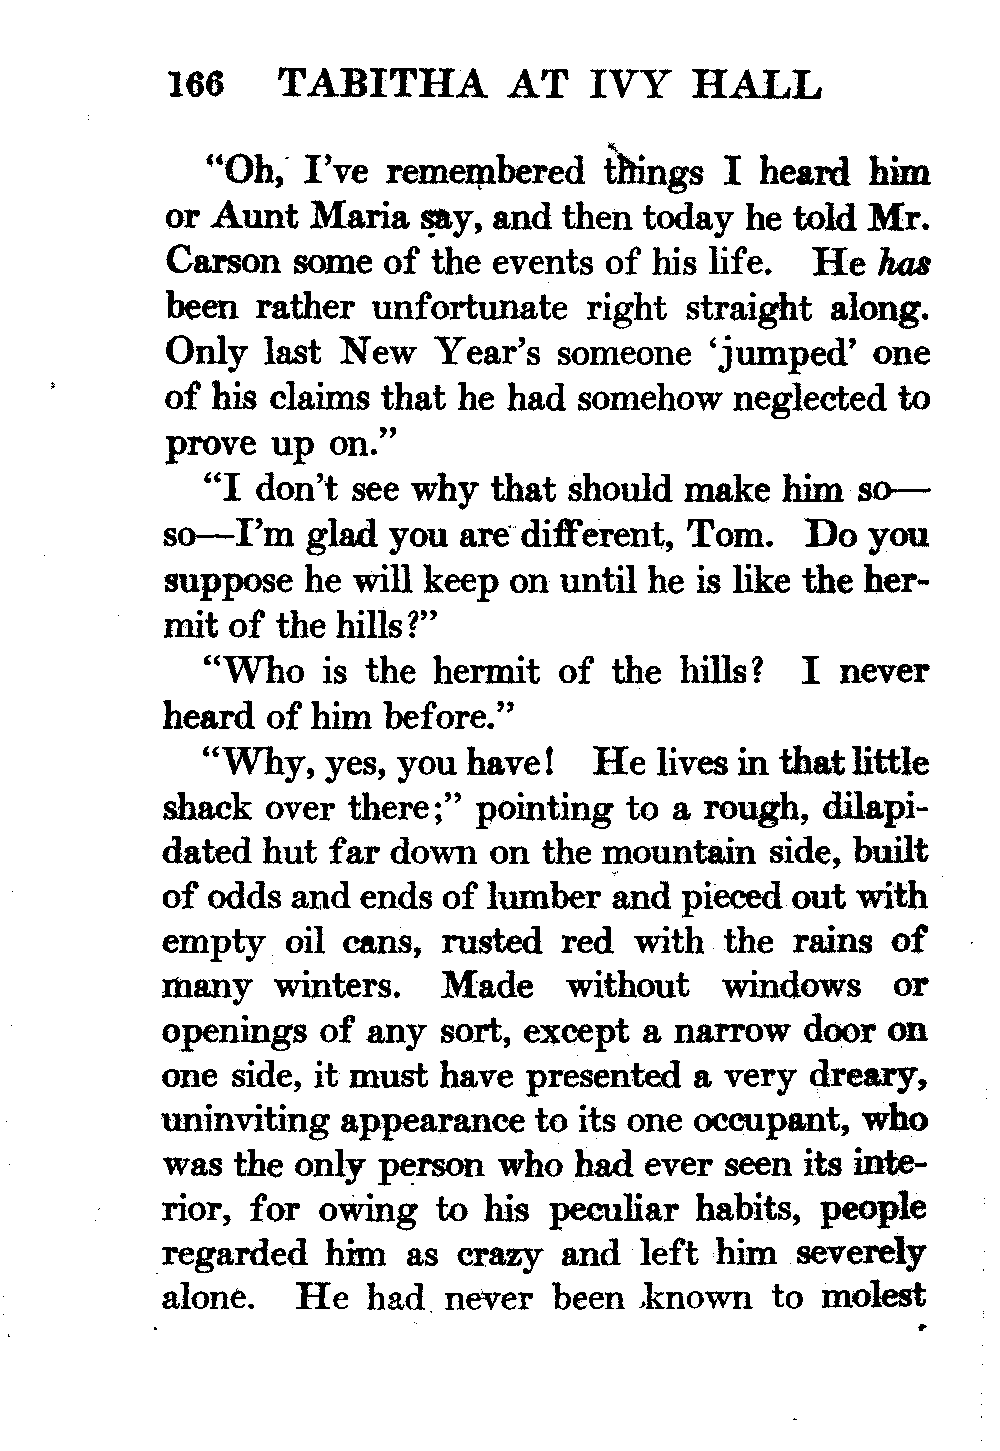 166 TABITHA AT IVY HALL
“Oh, I’ve remembered things I heard him
or Aunt Maria say, and then today he told Mr.
Carson some of the events of his life. He has
been rather unfortunate right straight along.
Only last New Year’s someone ‘jumped’ one
of his claims that he had somehow neglected to
prove up on.”
“I don’t see why that should make him so—
so—I’m glad you are different, Tom. Do you
suppose he will keep on until he is like the her-
mit of the hills?”
“Who is the hermit of the hills? I never
heard of him before.”
“Why, yes, you have! He lives in that little
shack over there;” pointing to a rough, dilapi-
dated hut far down on the mountain side, built
of odds and ends of lumber and pieced out with
empty oil cans, rusted red with the rains of
many winters. Made without windows or
openings of any sort, except a narrow door on
one side, it must have presented a very dreary,
uninviting appearance to its one occupant, who
was the only person who had ever seen its inte-
rior, for owing to his peculiar habits, people
regarded him as crazy and left him severely
alone. He had never been known to molest